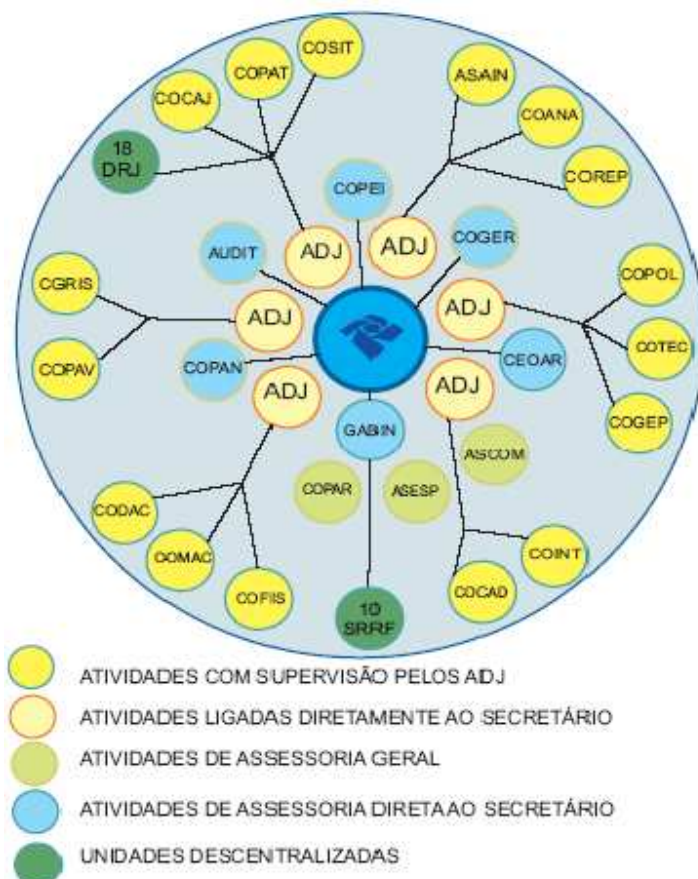 COSIT
COPAT
COCAJ
18
DRJ
ASAIN
COANA
COREP
COPEI
ADJ
ADJ
COGER
AUDIT
CGRIS
ADJ
ADJ
COPOL
COPAV
COPAN
CEOAR
COTEC
ADJ
ADJ
GABIN
COGEP
ASCOM
COPAR
ASESP
CODAC
COMAC
COFIS
10
SRRF
COCAD
COINT
ATIVIDADES COM SUPERVISÃO PELOS ADJ
ATIVIDADES LIGADAS DIRETAMENTE AO SECRETÁRIO
ATIVIDADES DE ASSESSORIA GERAL
ATIVIDADES DE ASSESSORIA DIRETA AO SECRETÁRIO
UNIDADES DESCENTRALIZADAS